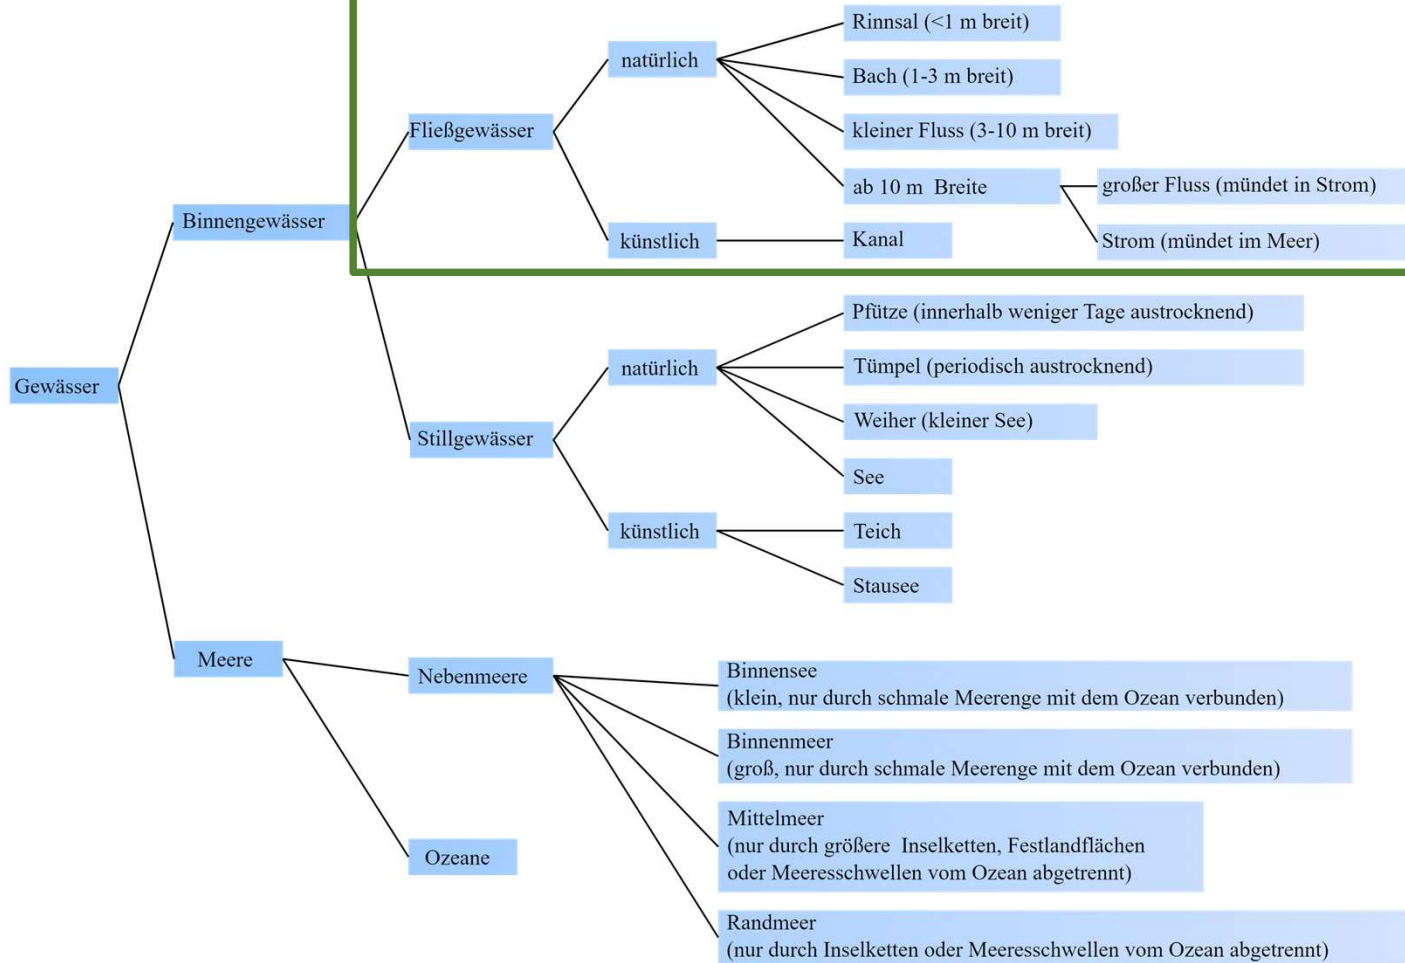 Rinnsal (<1 m breit)
natürlich
Bach (1-3 m breit)
Fließgewässer
kleiner Fluss (3-10 m breit)
ab 10 m Breite
großer Fluss (mündet in Strom)
Binnengewässer
künstlich
Kanal
Strom (mündet im Meer)
Pfütze (innerhalb weniger Tage austrocknend)
natürlich
Tümpel (periodisch austrocknend)
Gewässer
Weiher (kleiner See)
Stillgewässer
See
künstlich
Teich
Stausee
Meere
Nebenmeere
Binnensee
(klein, nur durch schmale Meerenge mit dem Ozean verbunden)
Binnenmeer
(groß, nur durch schmale Meerenge mit dem Ozean verbunden)
Mittelmeer
(nur durch größere Inselketten, Festlandflächen
oder Meeresschwellen vom Ozean abgetrennt)
Ozeane
Randmeer
(nur durch Inselketten oder Meeresschwellen vom Ozean abgetrennt)